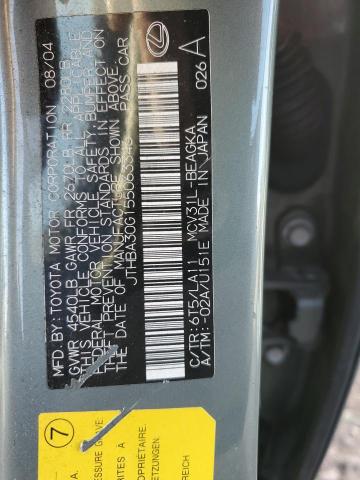 MFD.BY:TOYOTA MOTOR CORPORATION 08/04
GVWR 4540LB GAWR FR 2670LB RR 2280LB
THIS VEHICLE CONFORMS TO ALL APPLICABLE
FEDERAL MOTOR VEHICLE SAFETY, BUMPER, AND
THEFT PREVENTION STANDARDS IN EFFECT ON
THE DATE OF MANUFACTURE SHOWN ABOVE.
PASS CAR
C/TR:6T5/LA11 MCV31L-BEAGKA
A/TM:-02A/U151E MADE IN JAPAN
026 A
7
PROPRIÉTAIRE.